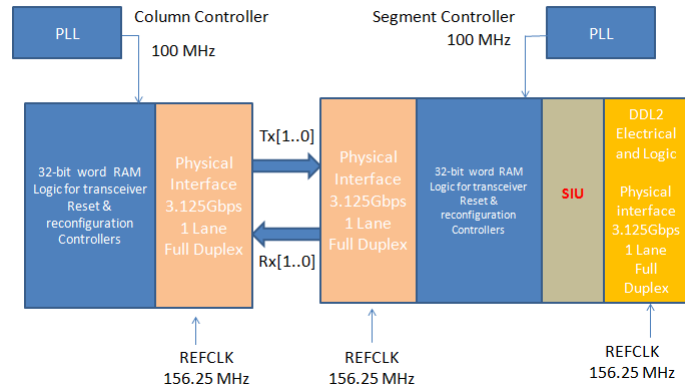 PLL
Column Controller
100 MHz
Segment Controller
100 MHz
PLL
32-bit word RAM
Logic for transceiver
Reset &
reconfiguration
Controllers
Physical
Interface
3.125Gbps
1 Lane
Full Duplex
Tx[1..0]
Rx[1..0]
Physical
Interface
3.125Gbps
1 Lane
Full Duplex
32-bit word RAM
Logic for transceiver
Reset &
reconfiguration
Controllers
SIU
DDL2
Electrical
and Logic
Physical
interface
3.125Gbps
1 Lane
Full
Duplex
REFCLK
156.25 MHz
REFCLK
156.25 MHz
REFCLK
156.25 MHz